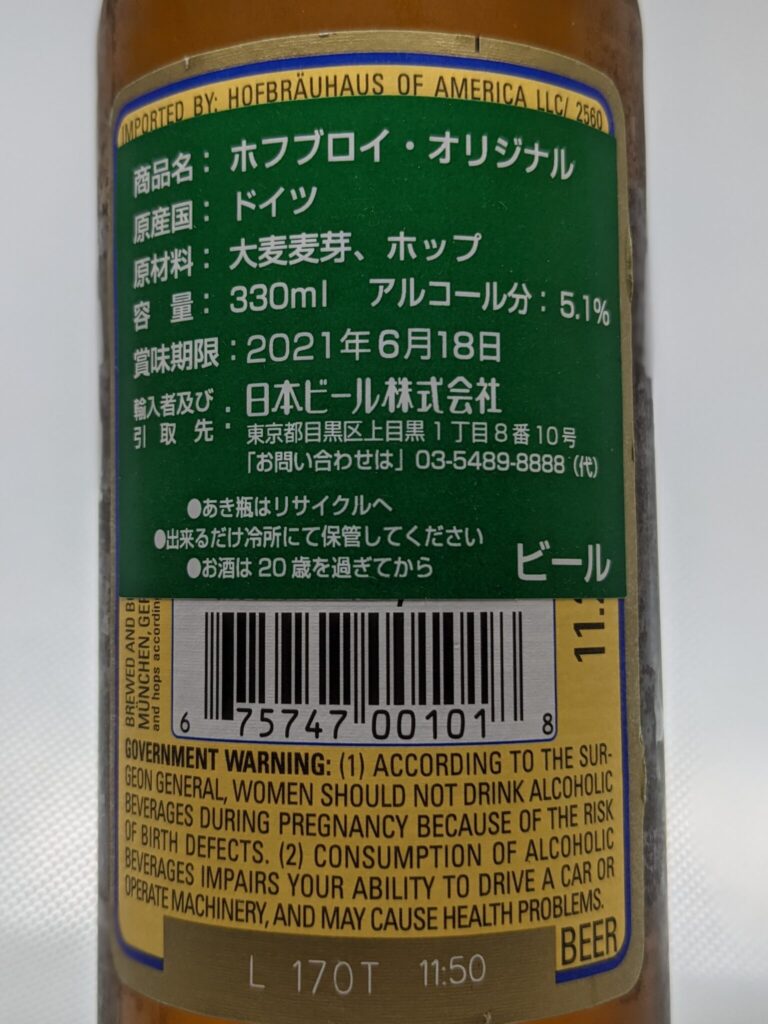 IMPORTED BY: HOFBRÄUHAUS OF AMERICA LLC/ 2560
商品名：ホフブロイ・オリジナル
原産国：ドイツ
原材料：大麦麦芽、ホップ
容　量：330ml　アルコール分：5.1%
賞味期限：2021年6月18日
輸入者及び引取先：日本ビール株式会社
東京都目黒区上目黒1丁目8番10号
「お問い合わせは」03-5489-8888（代）
●あき瓶はリサイクルへ
●出来るだけ冷所にて保管してください
●お酒は20歳を過ぎてから
ビール
BREWED AND
MÜNCHEN,
and hops
11.
6 75747 00101 8
GOVERNMENT WARNING: (1) ACCORDING TO THE SUR-
GEON GENERAL, WOMEN SHOULD NOT DRINK ALCOHOLIC
BEVERAGES DURING PREGNANCY BECAUSE OF THE RISK
OF BIRTH DEFECTS. (2) CONSUMPTION OF ALCOHOLIC
BEVERAGES IMPAIRS YOUR ABILITY TO DRIVE A CAR OR
OPERATE MACHINERY, AND MAY CAUSE HEALTH PROBLEMS.
BEER
L 170T 11:50